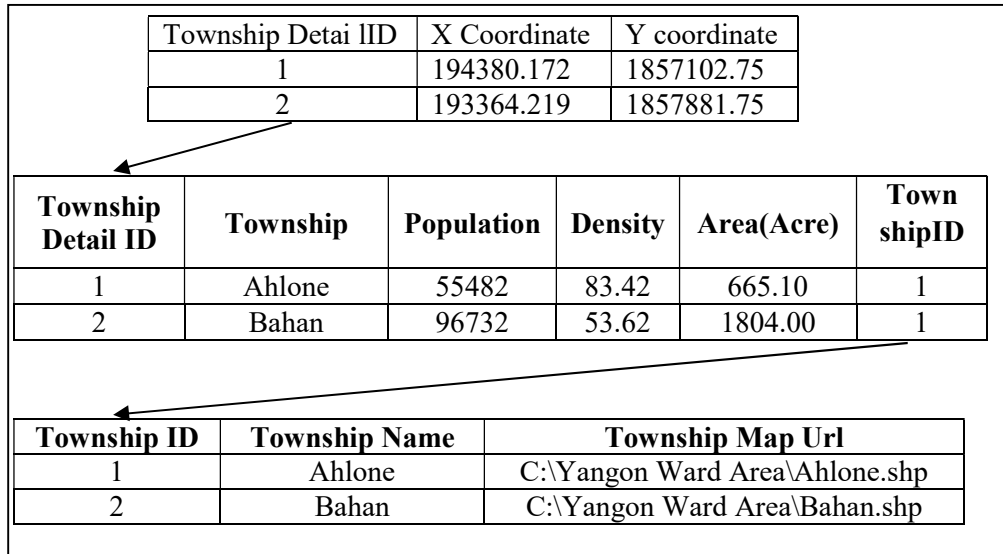 Township Detai lID X Coordinate Y coordinate
1 194380.172 1857102.75
2 193364.219 1857881.75
Township Detail ID Township Population Density Area(Acre) Town shipID
1 Ahlone 55482 83.42 665.10 1
2 Bahan 96732 53.62 1804.00 1
Township ID Township Name Township Map Url
1 Ahlone C:\Yangon Ward Area\Ahlone.shp
2 Bahan C:\Yangon Ward Area\Bahan.shp